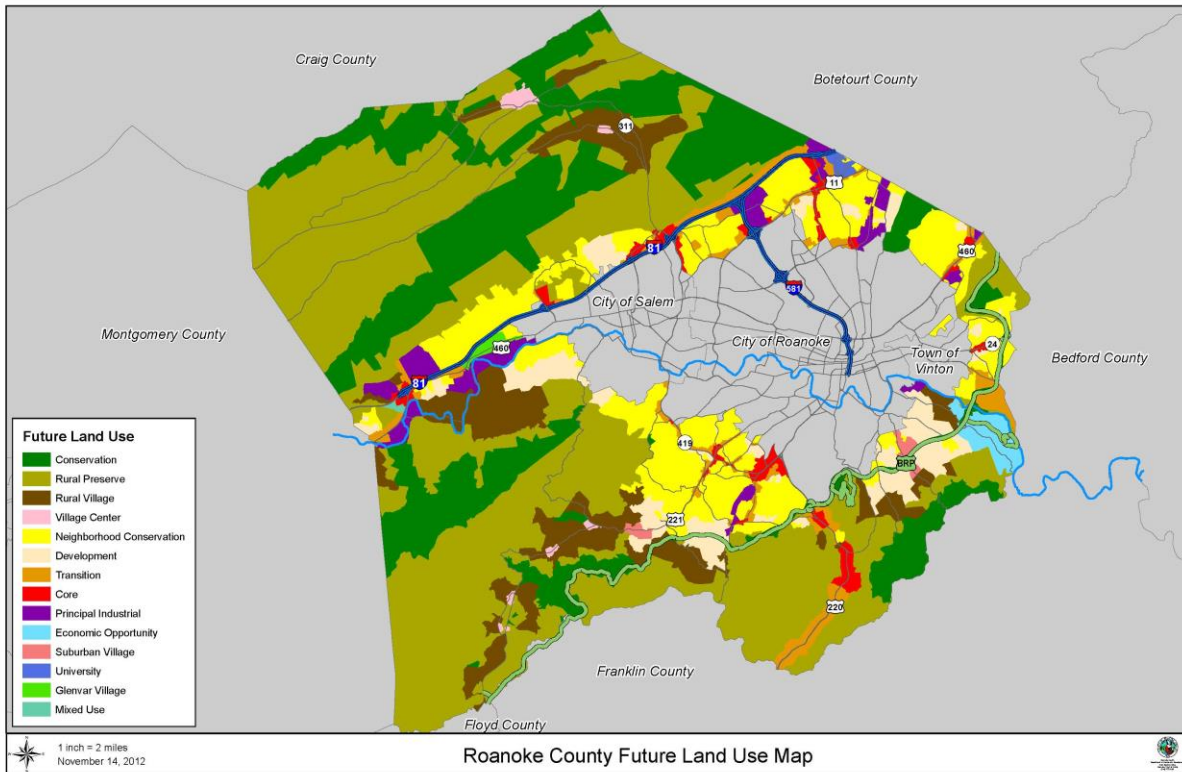 Craig County
Botetourt County
311
11
81
460
581
City of Salem
Montgomery County
460
City of Roanoke
24
Town of
Vinton
Bedford County
81
419
BRP
221
220
Franklin County
Floyd County
Future Land Use
Conservation
Rural Preserve
Rural Village
Village Center
Neighborhood Conservation
Development
Transition
Core
Principal Industrial
Economic Opportunity
Suburban Village
University
Glenvar Village
Mixed Use
1 inch = 2 miles
November 14, 2012
Roanoke County Future Land Use Map